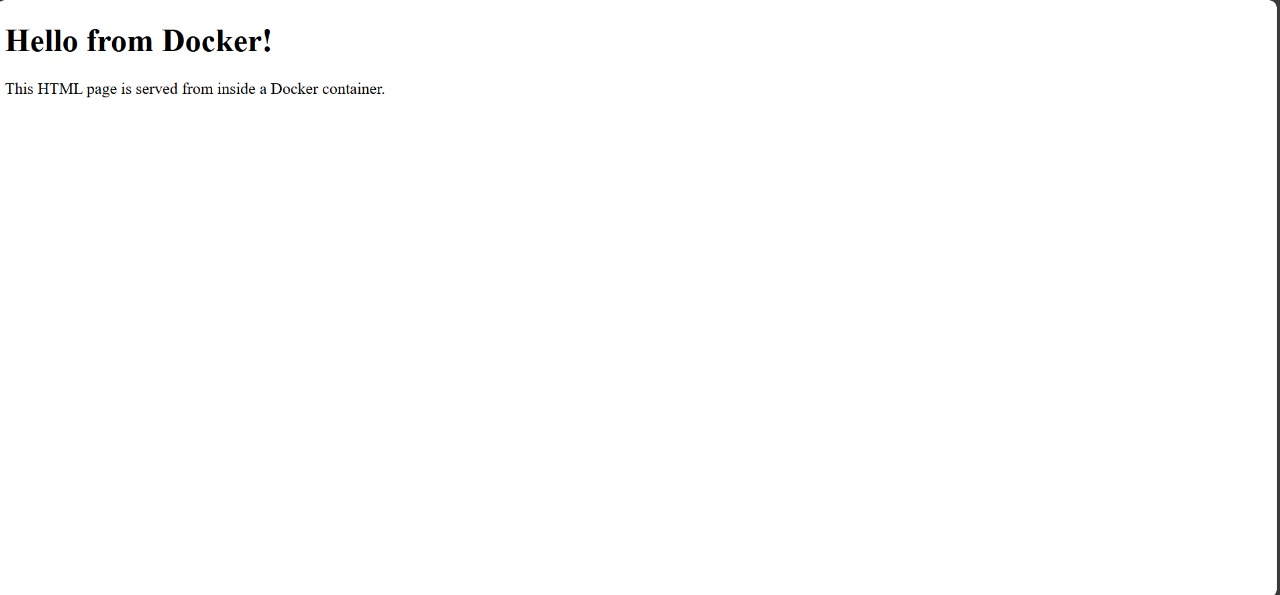 Hello from Docker!
This HTML page is served from inside a Docker container.